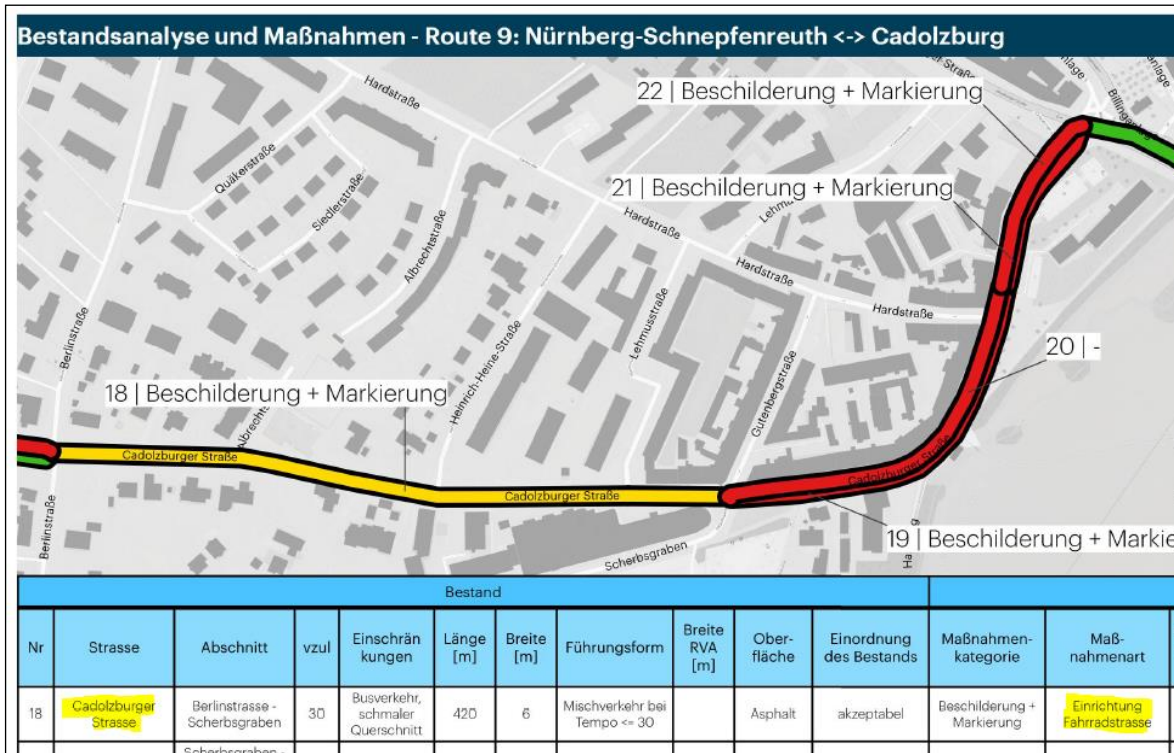 Bestandsanalyse und Maßnahmen - Route 9: Nürnberg-Schnepfenreuth <-> Cadolzburg
Hardstraße
22 | Beschilderung + Markierung
Quäkerstraße
Siedlerstraße
Albrechtstraße
21 | Beschilderung + Markierung
Hardstraße
Hardstraße
Hardstraße
Berlinstraße
Lehmusstraße
Heinrich-Heine-Straße
20 | -
18 | Beschilderung + Markierung
Gutenbergstraße
Cadolzburger Straße
Cadolzburger Straße
Cadolzburger Straße
Berlinstraße
19 | Beschilderung + Markie
Scherbsgraben
Bestand
Nr
Strasse
Abschnitt
vzul
Einschrän
kungen
Länge
[m]
Breite
[m]
Führungsform
Breite
RVA
[m]
Ober-
fläche
Einordnung
des Bestands
Maßnahmen-
kategorie
Maß-
nahmenart
18
Cadolzburger
Strasse
Berlinstrasse -
Scherbsgraben
30
Busverkehr,
schmaler
Querschnitt
420
6
Mischverkehr bei
Tempo <= 30
Asphalt
akzeptabel
Beschilderung +
Markierung
Einrichtung
Fahrradstrasse
Scherbsgraben -